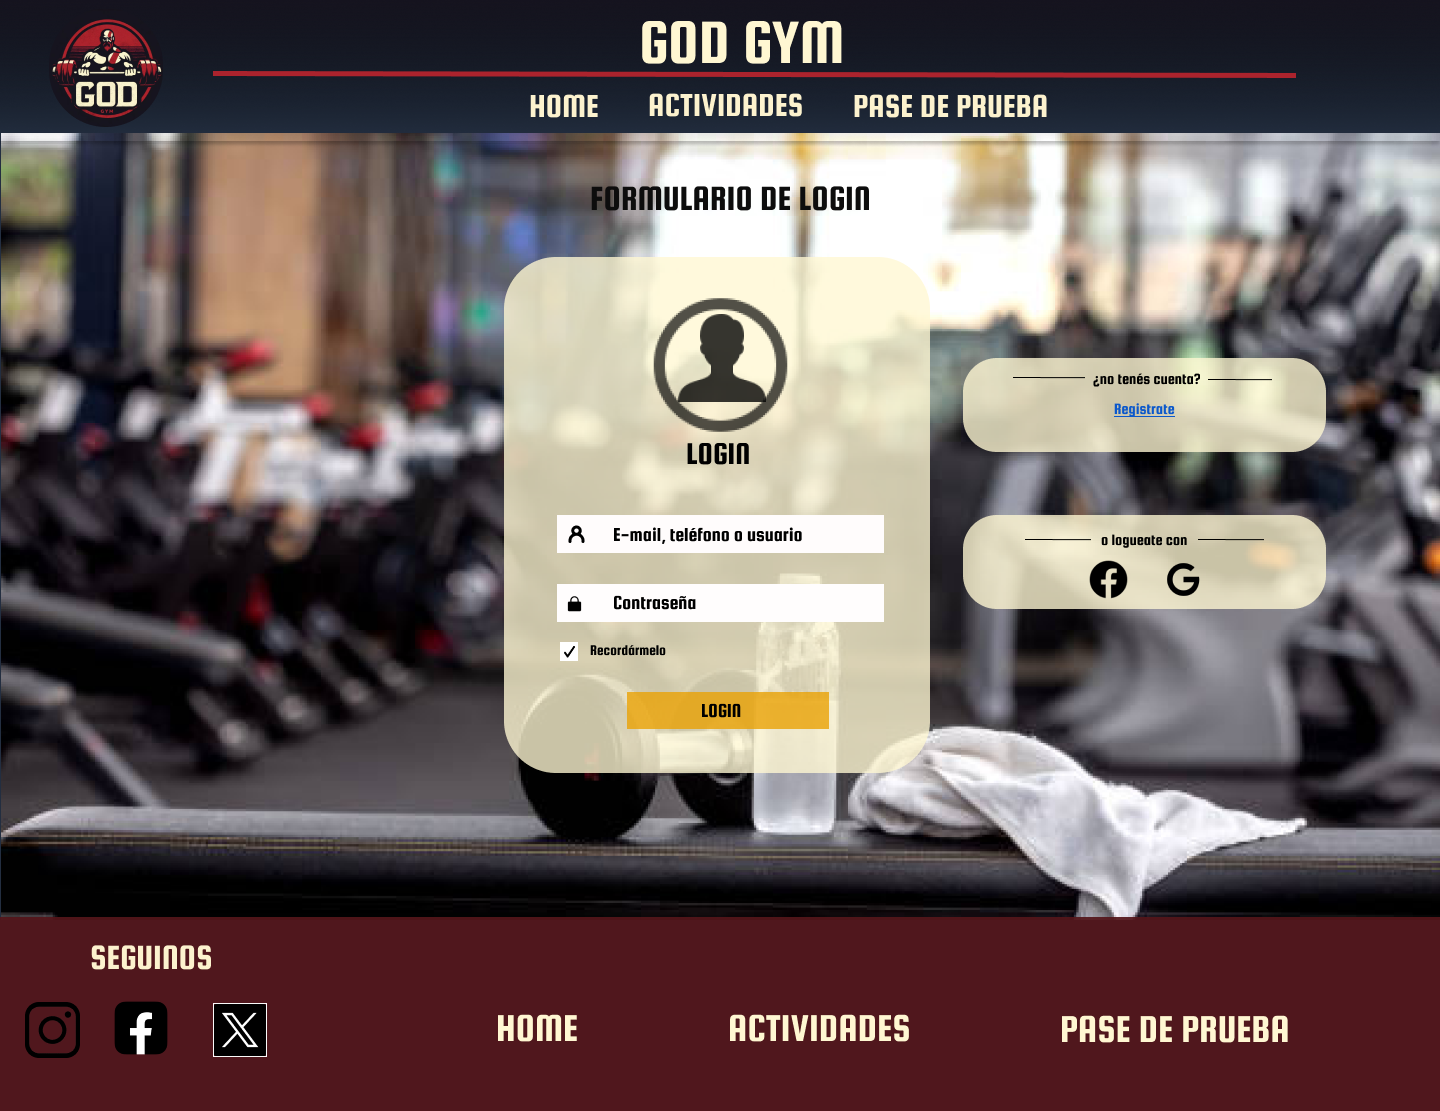 GOD GYM
GOD
GYM
HOME ACTIVIDADES PASE DE PRUEBA
FORMULARIO DE LOGIN
LOGIN
E-mail, teléfono o usuario
Contraseña
Recordármelo
LOGIN
¿no tenés cuenta?
Registrate
o logueate con
SEGUINOS
HOME ACTIVIDADES PASE DE PRUEBA